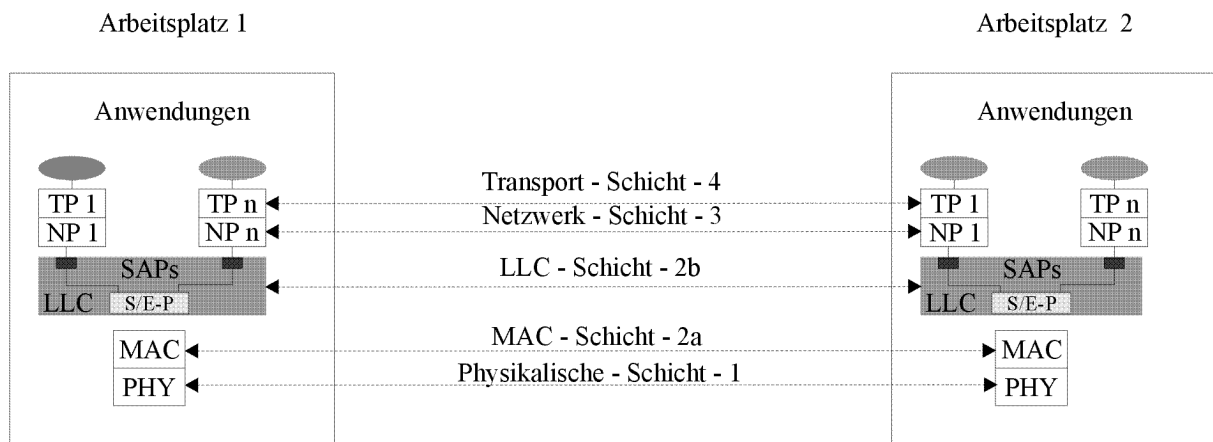 Arbeitsplatz 1
Arbeitsplatz 2
Anwendungen
Anwendungen
TP 1
TP n
Transport - Schicht - 4
TP 1
TP n
NP 1
NP n
Netzwerk - Schicht - 3
NP 1
NP n
SAPs
LLC - Schicht - 2b
SAPs
LLC
S/E-P
LLC
S/E-P
MAC
MAC - Schicht - 2a
MAC
PHY
Physikalische - Schicht - 1
PHY